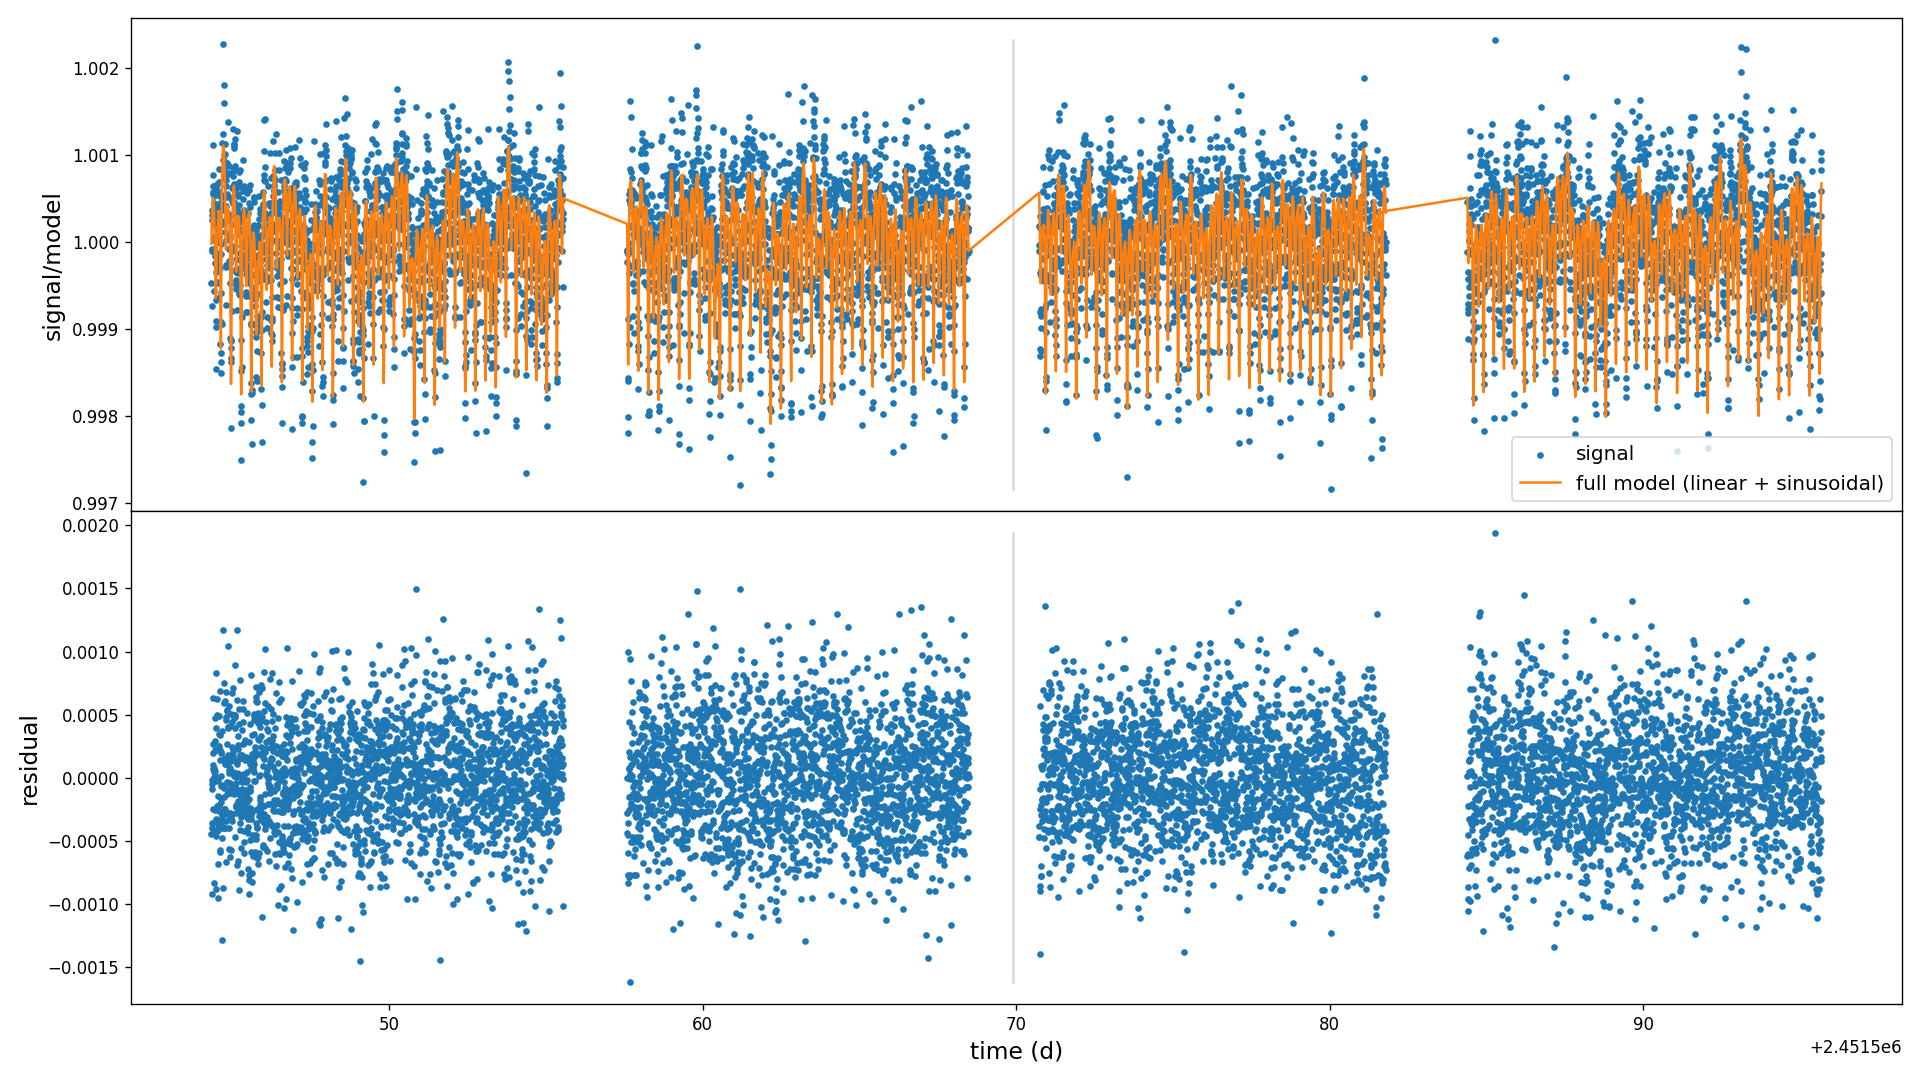 signal/model
1.002
1.001
1.000
0.999
0.998
0.997
signal
full model (linear + sinusoidal)
residual
0.0020
0.0015
0.0010
0.0005
0.0000
−0.0005
−0.0010
−0.0015
50 60 70 80 90
time (d)
+2.4515e6